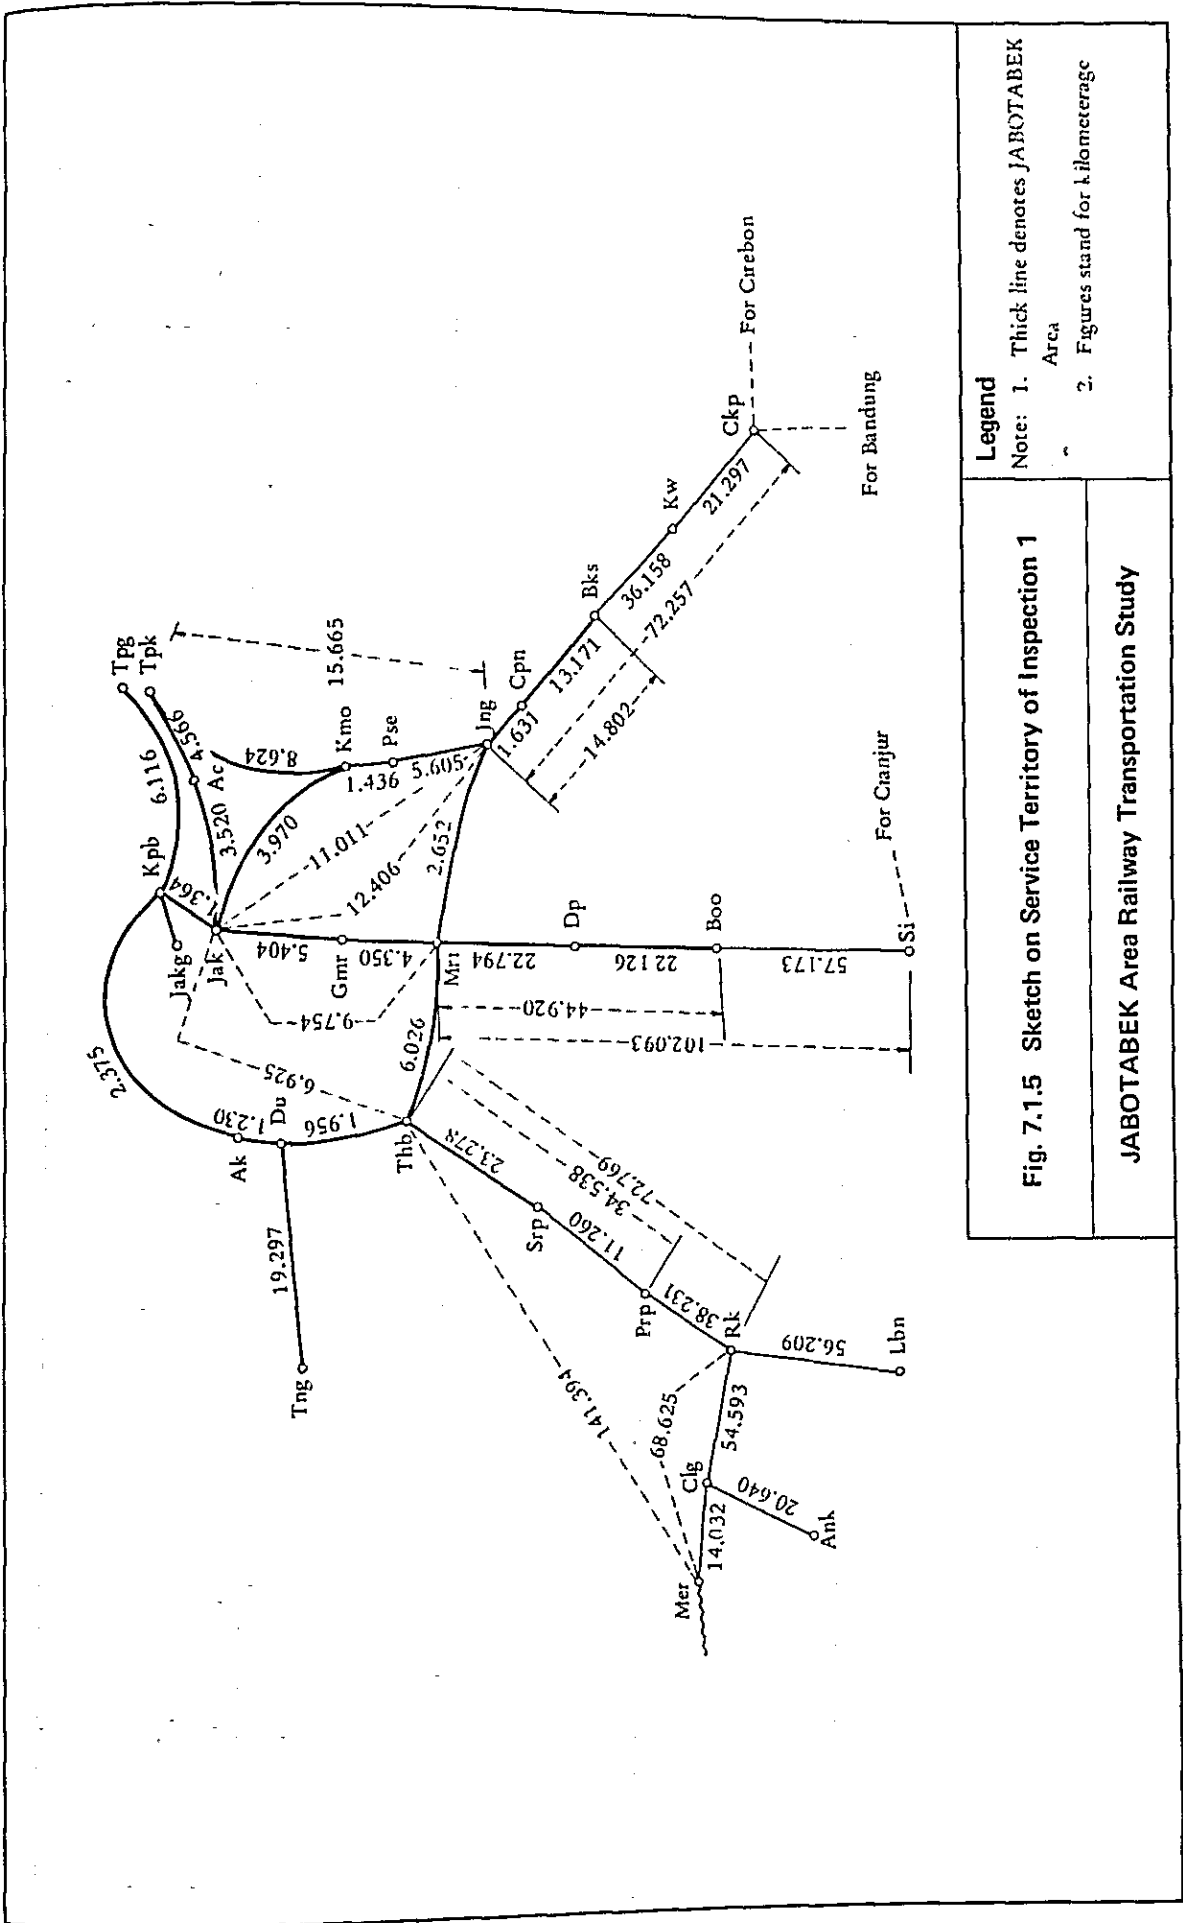 Tpg
Tpk
6.116
4.566
Ac
3.520
8.624
15.665
Kpb
1.364
Jakg
Jak
3.970
Kmo
1.436
Pse
5.605
Jng
11.011
12.406
2.652
5.404
Gmr
4.350
Mri
9.754
2.375
6.925
Ak
1.230
Du
1.956
Thb
6.026
19.297
Tng
1.631
Cpn
13.171
Bks
14.802
36.158
Kw
72.257
21.297
Ckp
For Cirebon
For Bandung
22.794
Dp
22.126
Boo
44.920
57.173
102.093
Si
For Cianjur
23.278
Srp
11.260
34.538
72.769
Prp
38.231
Rk
56.209
Lbn
141.394
68.625
54.593
Clg
20.640
Ank
14.032
Mer
Legend
Note: 1. Thick line denotes JABOTABEK
Area
2. Figures stand for kilometerage
Fig. 7.1.5 Sketch on Service Territory of Inspection 1
JABOTABEK Area Railway Transportation Study